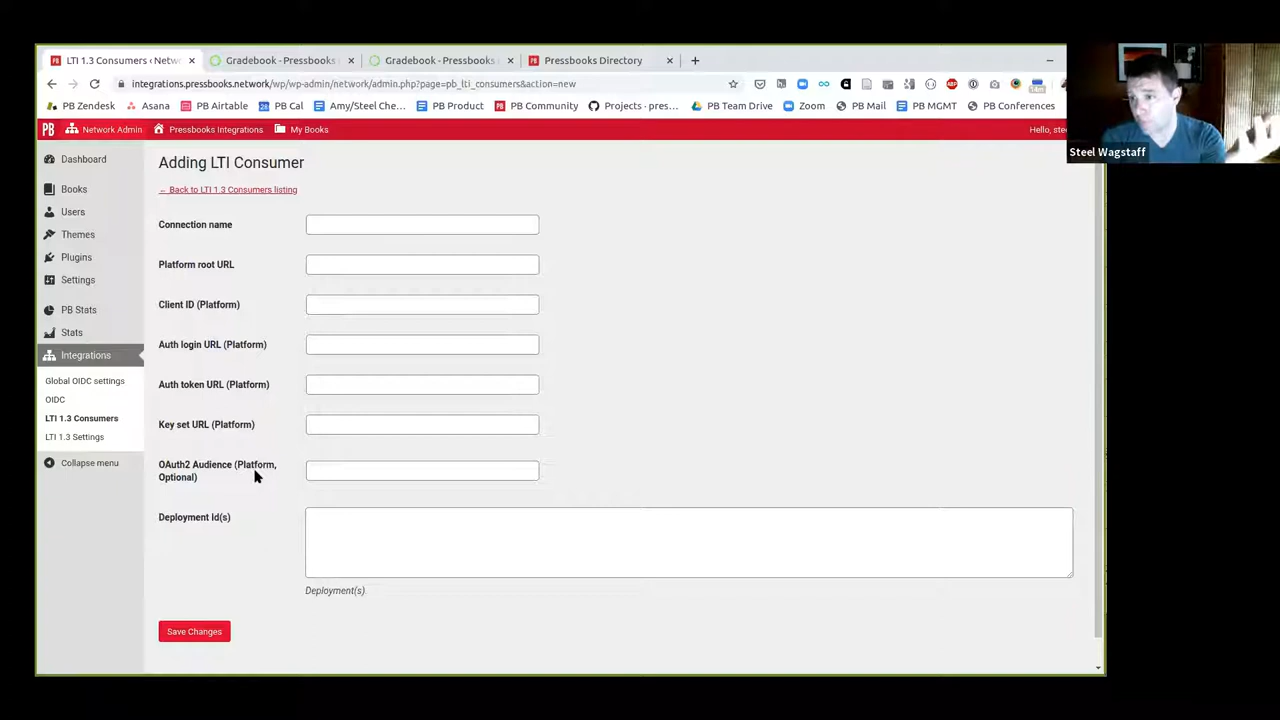 LTI 1.3 Consumers ‹ Netw
Gradebook - Pressbooks
Gradebook - Pressbooks
Pressbooks Directory
integrations.pressbooks.network/wp/wp-admin/network/admin.php?page=pb_lti_consumers&action=new
PB Zendesk
Asana
PB Airtable
PB Cal
Amy/Steel Chec...
PB Product
PB Community
Projects · pres...
PB Team Drive
Zoom
PB Mail
PB MGMT
PB Conferences
Network Admin
Pressbooks Integrations
My Books
Hello, stee
Steel Wagstaff
Dashboard
Books
Users
Themes
Plugins
Settings
PB Stats
Stats
Integrations
Global OIDC settings
OIDC
LTI 1.3 Consumers
LTI 1.3 Settings
Collapse menu
Adding LTI Consumer
← Back to LTI 1.3 Consumers listing
Connection name
Platform root URL
Client ID (Platform)
Auth login URL (Platform)
Auth token URL (Platform)
Key set URL (Platform)
OAuth2 Audience (Platform,
Optional)
Deployment Id(s)
Deployment(s)
Save Changes